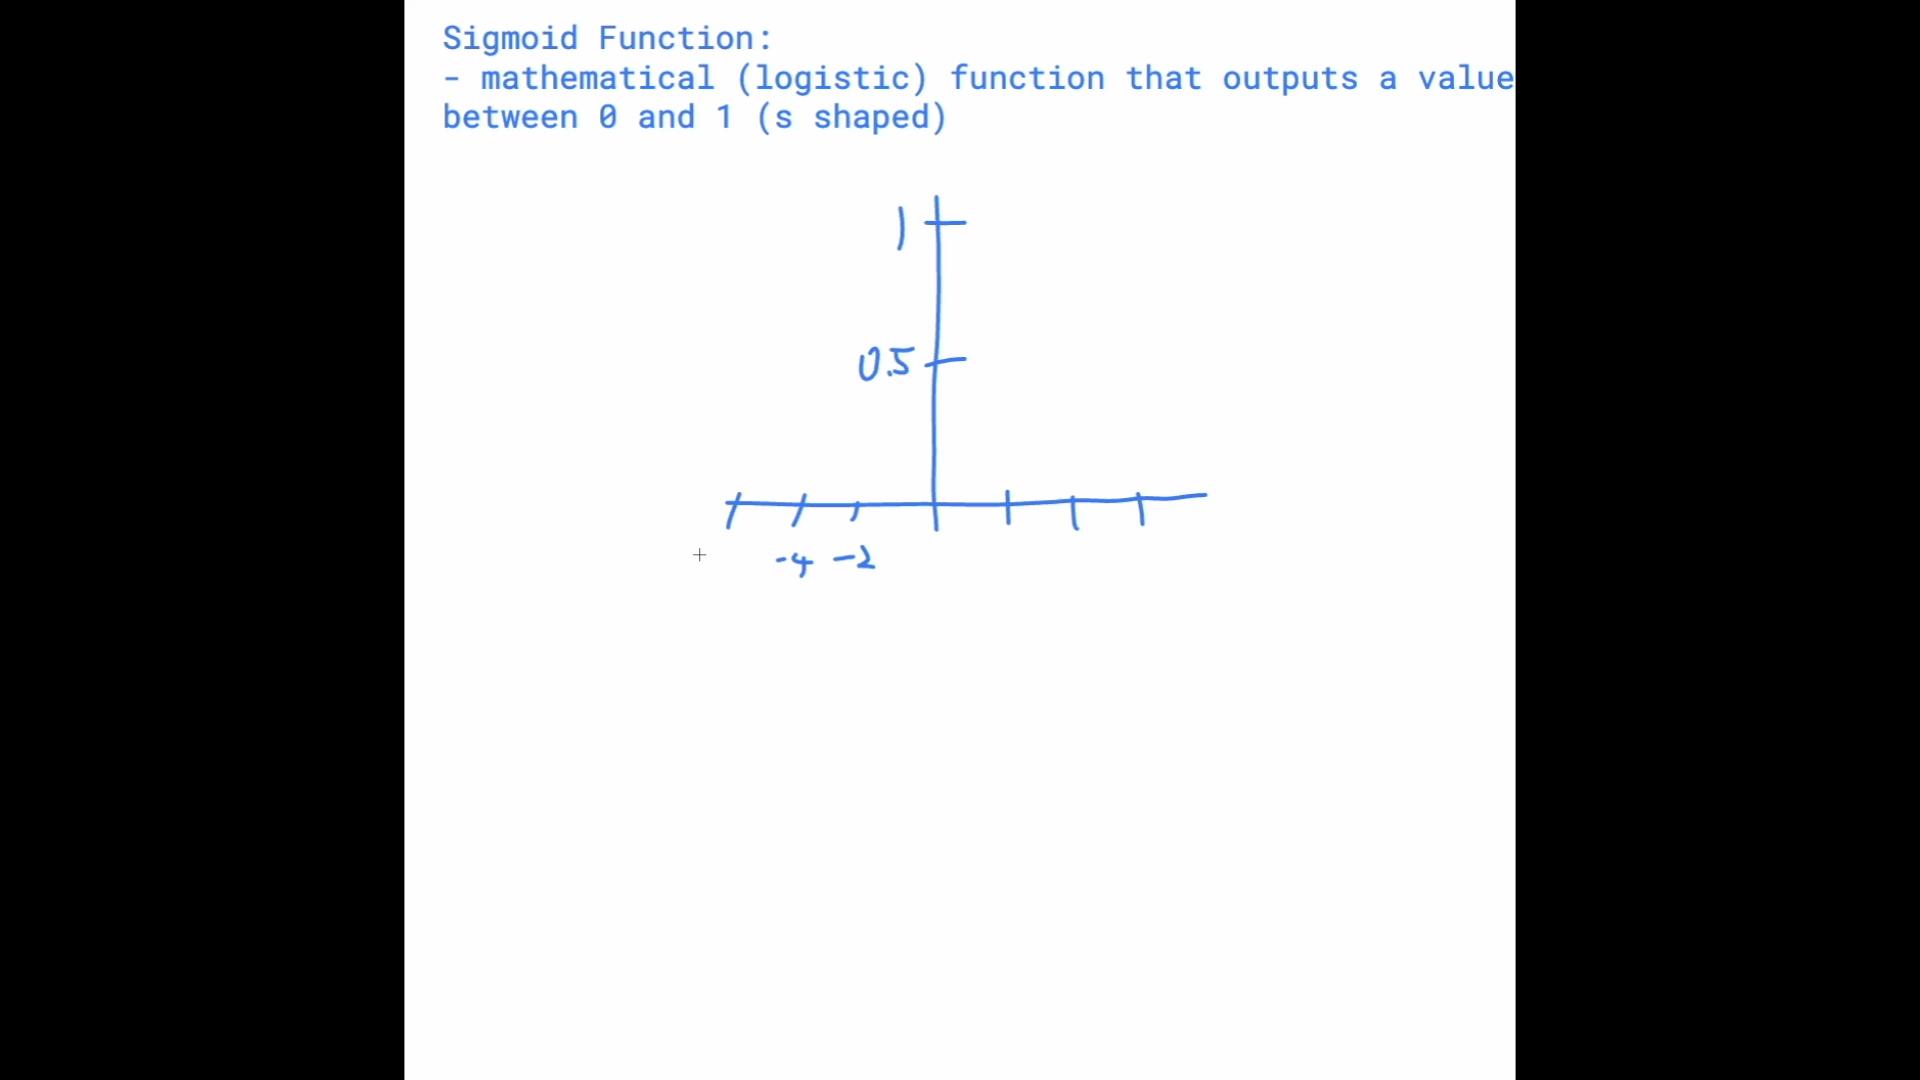 Sigmoid Function:
- mathematical (logistic) function that outputs a value
between 0 and 1 (s shaped)
1
0.5
-4 -2